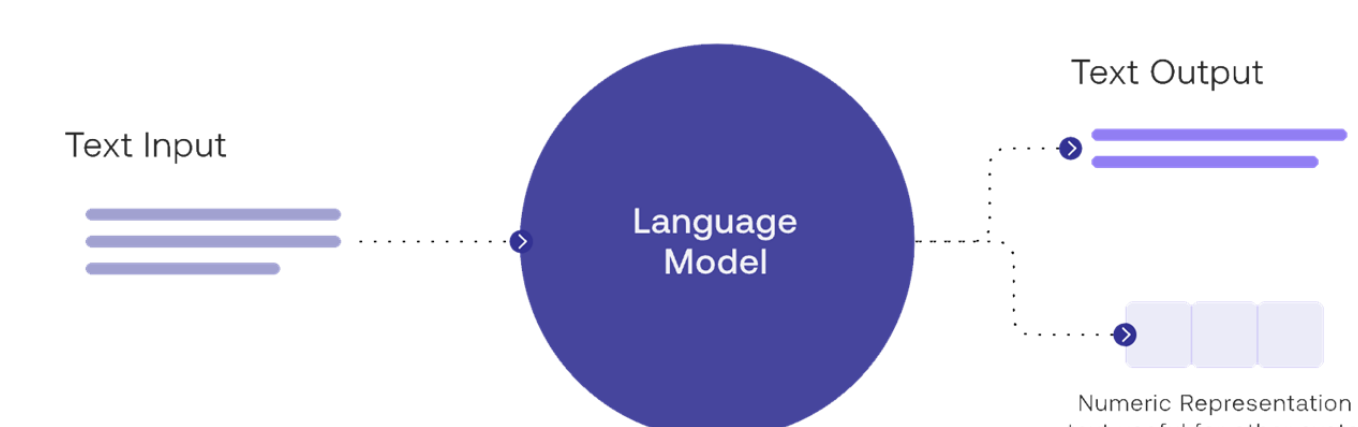 Text Input
Language
Model
Text Output
Numeric Representation